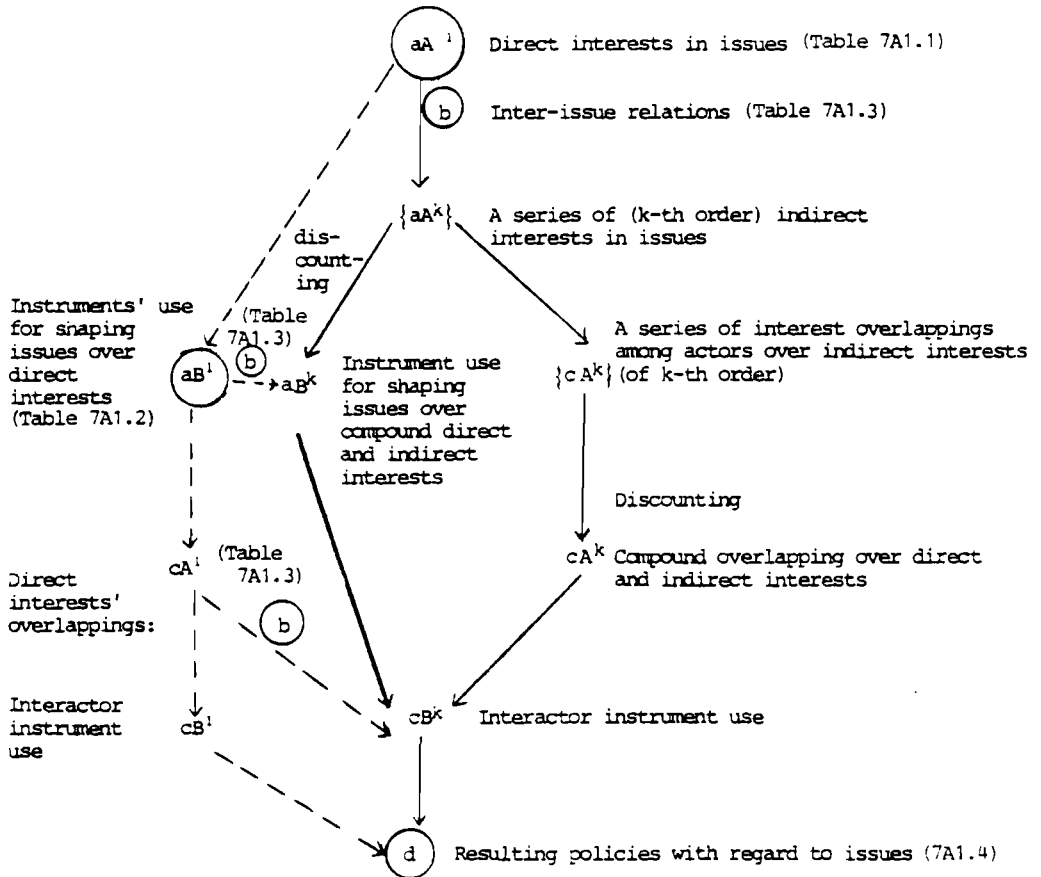 aA¹ Direct interests in issues (Table 7A1.1)
b Inter-issue relations (Table 7A1.3)
{aAᵏ} A series of (k-th order) indirect
interests in issues
dis-
count-
ing
Instruments' use
for shaping
issues over
direct
interests
(Table 7A1.2)
(Table
7A1.3)
b
aB¹
aBᵏ
Instrument use
for shaping
issues over
compound direct
and indirect
interests
A series of interest overlappings
among actors over indirect interests
{cAᵏ} (of k-th order)
Discounting
cAᵏ Compound overlapping over direct
and indirect interests
cA¹ (Table
7A1.3)
Direct
interests'
overlappings:
b
Interactor
instrument
use
cB¹
cBᵏ Interactor instrument use
d Resulting policies with regard to issues (7A1.4)